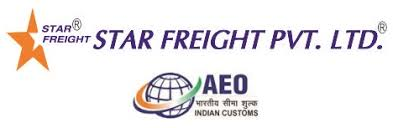 STAR®
FREIGHT
STAR FREIGHT PVT. LTD.®
AEO
भारतीय सीमा शुल्क
INDIAN CUSTOMS